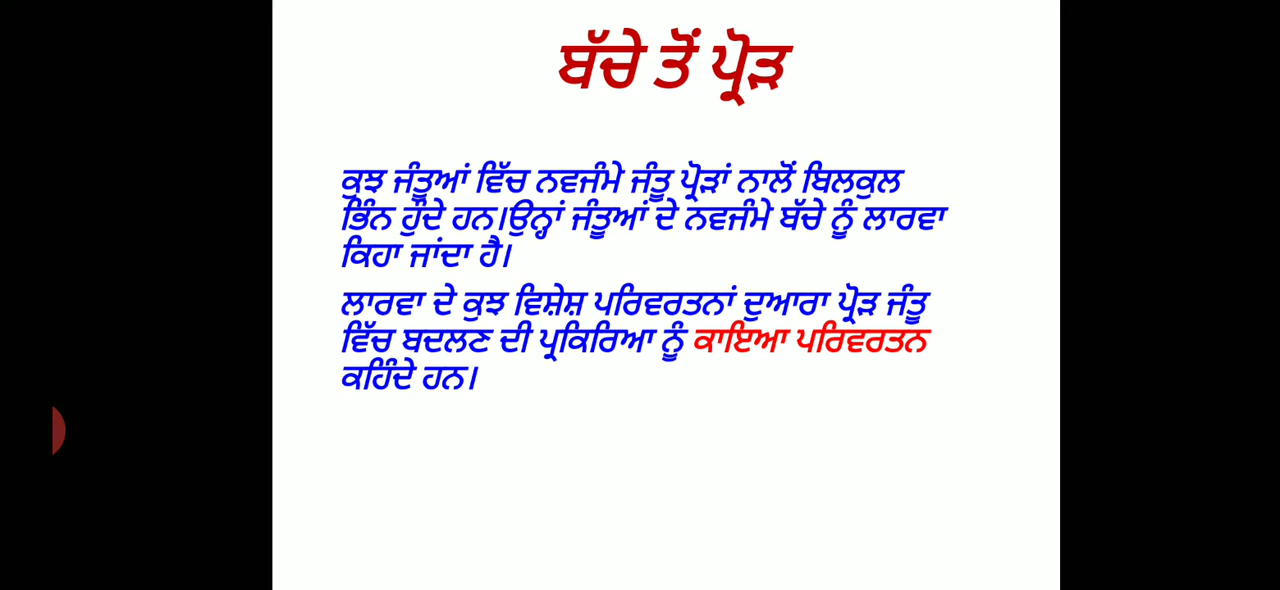 ਬੱਚੇ ਤੋਂ ਪ੍ਰੋੜ
ਕੁਝ ਜੰਤੂਆਂ ਵਿੱਚ ਨਵਜੰਮੇ ਜੰਤੂ ਪ੍ਰੋੜਾਂ ਨਾਲੋਂ ਬਿਲਕੁਲ
ਭਿੰਨ ਹੁੰਦੇ ਹਨ।ਉਨ੍ਹਾਂ ਜੰਤੂਆਂ ਦੇ ਨਵਜੰਮੇ ਬੱਚੇ ਨੂੰ ਲਾਰਵਾ
ਕਿਹਾ ਜਾਂਦਾ ਹੈ।
ਲਾਰਵਾ ਦੇ ਕੁਝ ਵਿਸ਼ੇਸ਼ ਪਰਿਵਰਤਨਾਂ ਦੁਆਰਾ ਪ੍ਰੋੜ ਜੰਤੂ
ਵਿੱਚ ਬਦਲਣ ਦੀ ਪ੍ਰਕਿਰਿਆ ਨੂੰ ਕਾਇਆ ਪਰਿਵਰਤਨ
ਕਹਿੰਦੇ ਹਨ।